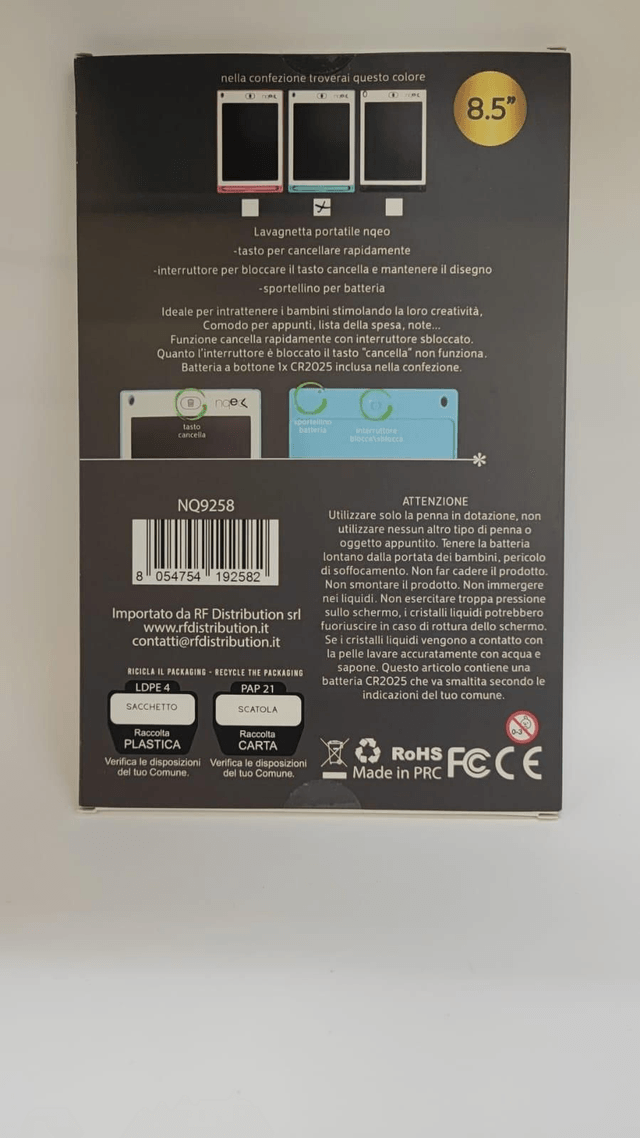 nella confezione troverai questo colore
8.5”
Lavagnetta portatile nqeo
-tasto per cancellare rapidamente
-interruttore per bloccare il tasto cancella e mantenere il disegno
-sportellino per batteria
Ideale per intrattenere i bambini stimolando la loro creatività,
Comodo per appunti, lista della spesa, note...
Funzione cancella rapidamente con interruttore sbloccato.
Quanto l'interruttore é bloccato il tasto "cancella" non funziona.
Batteria a bottone 1x CR2025 inclusa nella confezione.
tasto
cancella
sportellino
batteria
interruttore
*
NQ9258
8 054754 192582
Importato da RF Distribution srl
www.rfdistribution.it
contatti@rfdistribution.it
RICICLA IL PACKAGING - RECYCLE THE PACKAGING
LDPE 4
SACCHETTO
Raccolta
PLASTICA
Verifica le disposizioni
del tuo Comune.
PAP 21
SCATOLA
Raccolta
CARTA
Verifica le disposizioni
del tuo Comune.
ATTENZIONE
Utilizzare solo la penna in dotazione, non
utilizzare nessun altro tipo di penna o
oggetto appuntito. Tenere la batteria
lontano dalla portata dei bambini, pericolo
di soffocamento. Non far cadere il prodotto.
Non smontare il prodotto. Non immergere
nei liquidi. Non esercitare troppa pressione
sullo schermo, i cristalli liquidi potrebbero
fuoriuscire in caso di rottura dello schermo.
Se i cristalli liquidi vengono a contatto con
la pelle lavare accuratamente con acqua e
sapone. Questo articolo contiene una
batteria CR2025 che va smaltita secondo le
indicazioni del tuo comune.
0-3
RoHS
Made in PRC
FC CE